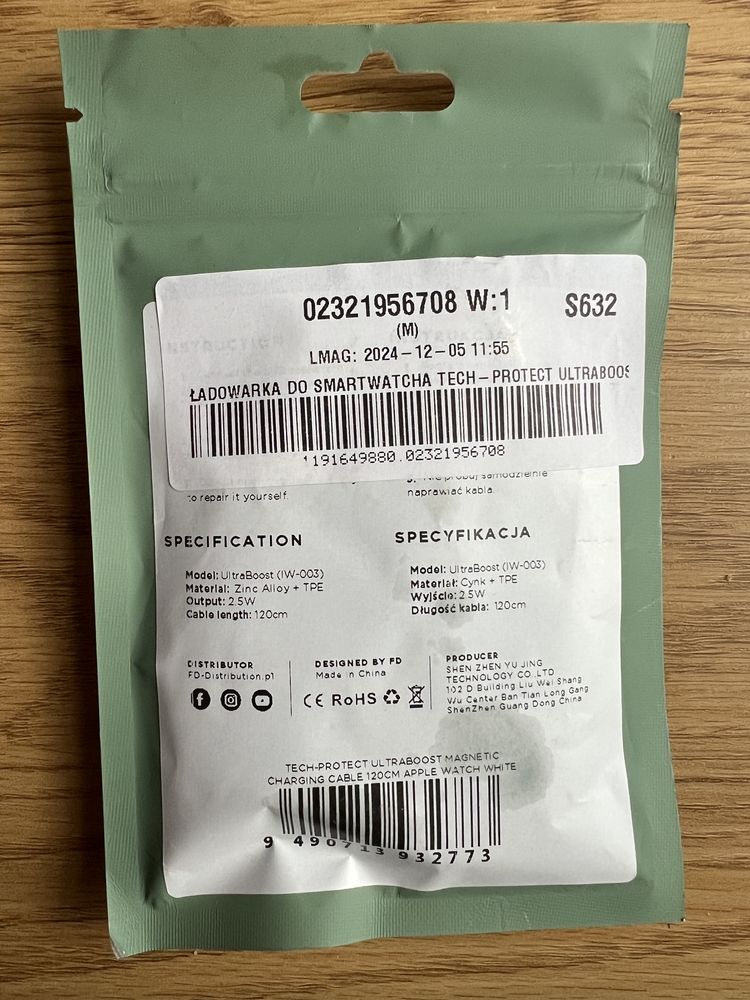 02321956708 W:1 S632
(M)
LMAG: 2024-12-05 11:55
ŁADOWARKA DO SMARTWATCHA TECH-PROTECT ULTRABOOS
1191649880.02321956708
to repair it yourself.
Nie próbuj samodzielnie
naprawiać kabla.
SPECIFICATION
Model: UltraBoost (IW-003)
Material: Zinc Alloy + TPE
Output: 2.5W
Cable length: 120cm
SPECYFIKACJA
Model: UltraBoost (IW-003)
Materiał: Cynk + TPE
Wyjście: 2.5W
Długość kabla: 120cm
DISTRIBUTOR
FD-Distribution.pl
DESIGNED BY FD
Made in China
CE RoHS
PRODUCER
SHEN ZHEN YU JING
TECHNOLOGY CO.,LTD
102 D Building Liu Wei Shang
Wu Center Ban Tian Long Gang
ShenZhen Guang Dong China
TECH-PROTECT ULTRABOOST MAGNETIC
CHARGING CABLE 120CM APPLE WATCH WHITE
9 490713 932773